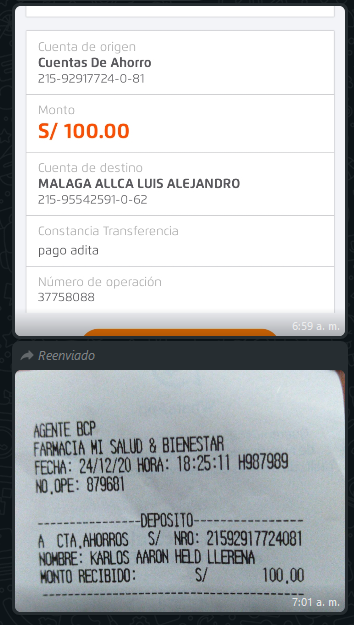 Cuenta de origen
Cuentas De Ahorro
215-92917724-0-81
Monto
S/ 100.00
Cuenta de destino
MALAGA ALLCA LUIS ALEJANDRO
215-95542591-0-62
Constancia Transferencia
pago adita
Número de operación
37758088
6:59 a. m.
Reenviado
AGENTE BCP
FARMACIA MI SALUD & BIENESTAR
FECHA: 24/12/20 HORA: 18:25:11 H987989
NO.OPE: 879681
-----------------DEPOSITO-----------------
A CTA.AHORROS S/ NRO: 21592917724081
NOMBRE: KARLOS AARON HELD LLERENA
MONTO RECIBIDO: S/ 100.00
7:01 a. m.